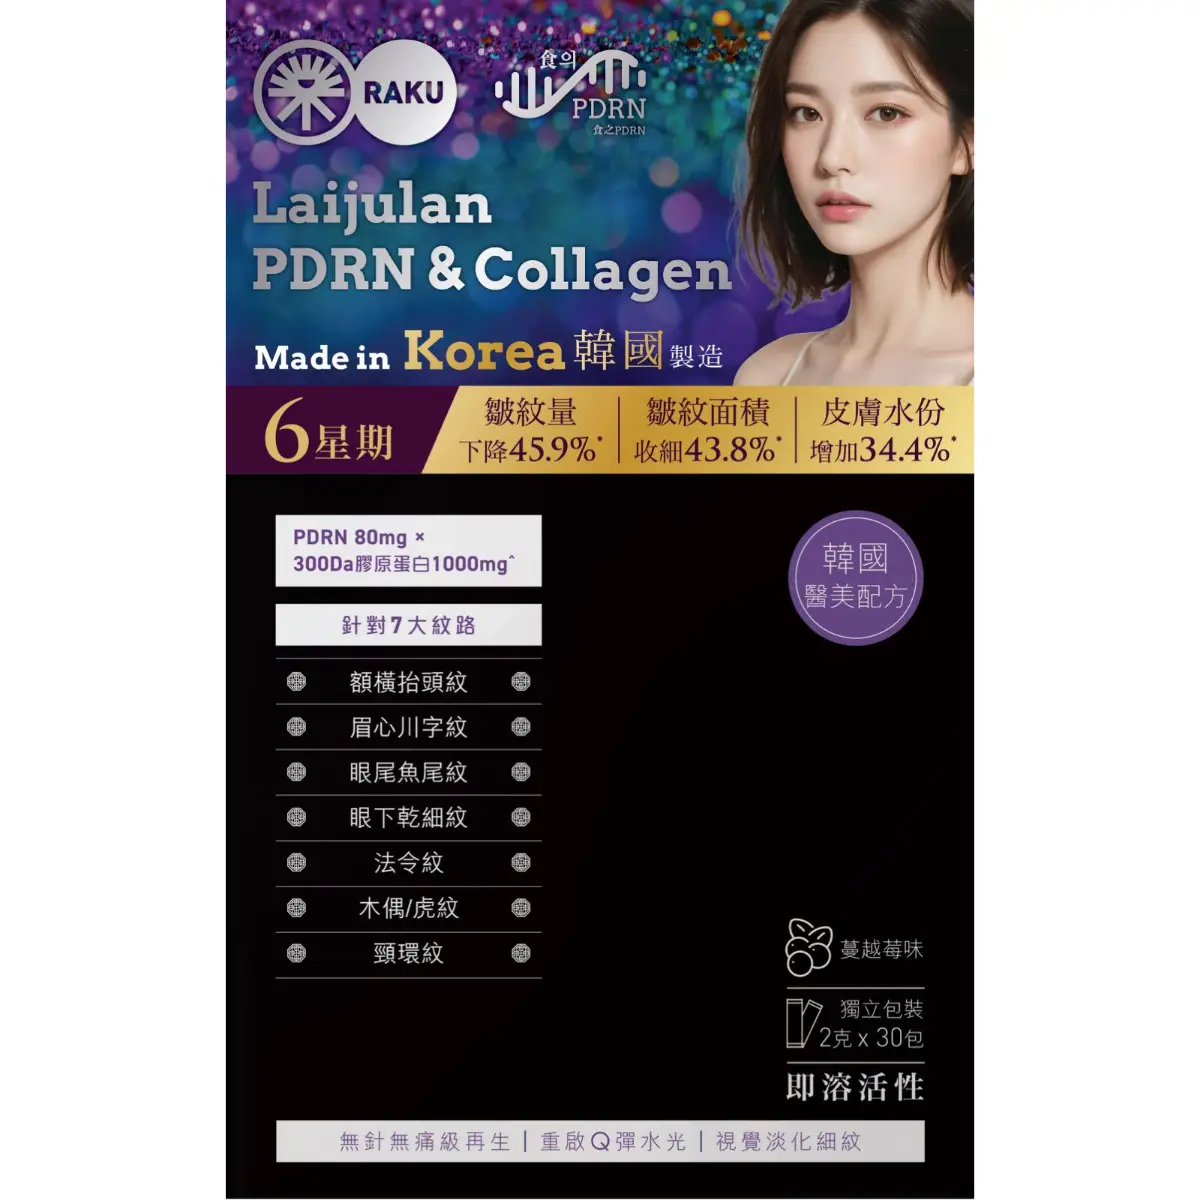 樂 RAKU
食의
PDRN
食之PDRN
Laijulan
PDRN & Collagen
Made in Korea 韓國製造
6星期
皺紋量
下降45.9%*
皺紋面積
收細43.8%*
皮膚水份
增加34.4%*
PDRN 80mg ×
300Da膠原蛋白1000mg^
針對7大紋路
額橫抬頭紋
眉心川字紋
眼尾魚尾紋
眼下乾細紋
法令紋
木偶/虎紋
頸環紋
韓國
醫美配方
蔓越莓味
獨立包裝
2克 x 30包
即溶活性
無針無痛級再生 | 重啟Q彈水光 | 視覺淡化細紋